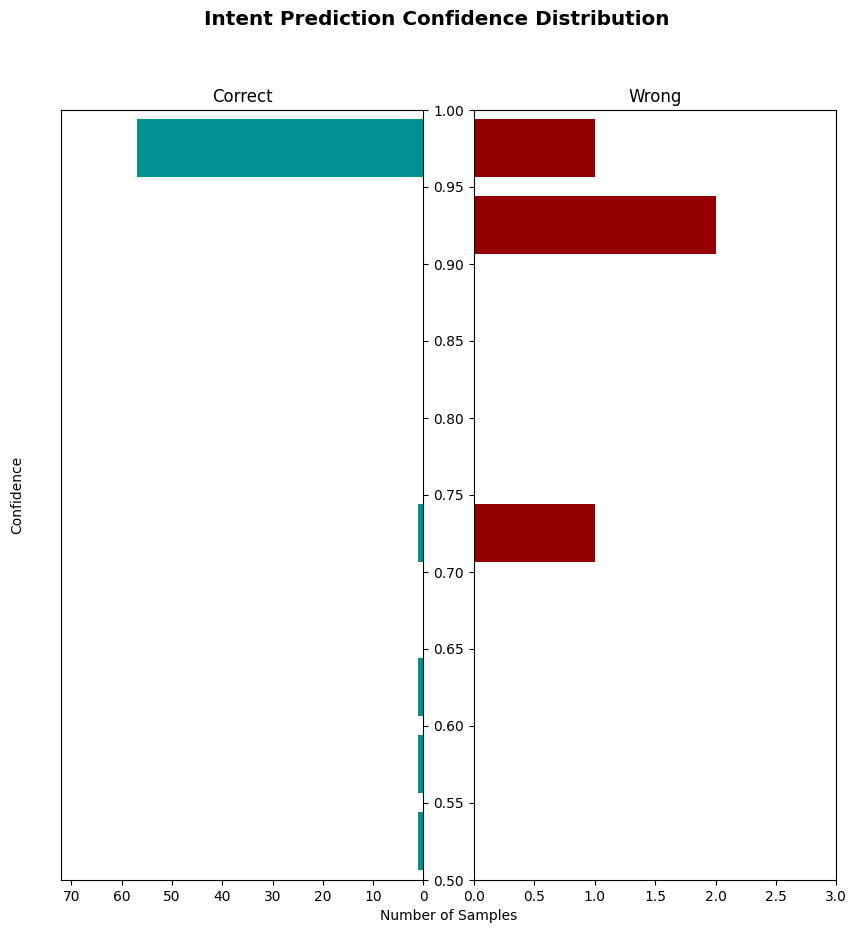 Intent Prediction Confidence Distribution
Correct
Wrong
1.00
0.95
0.90
0.85
0.80
0.75
0.70
0.65
0.60
0.55
0.50
Confidence
70 60 50 40 30 20 10 0
0.0 0.5 1.0 1.5 2.0 2.5 3.0
Number of Samples